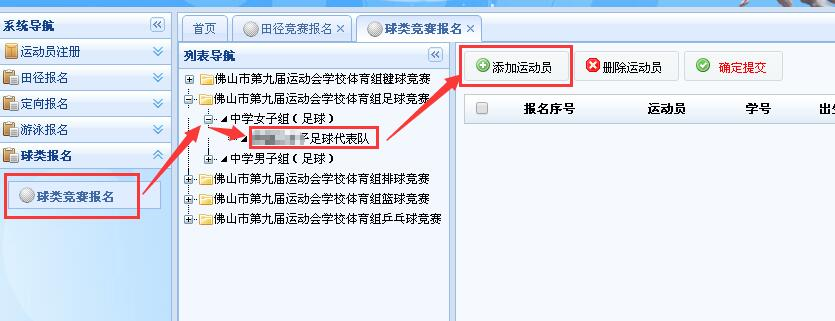 系统导航
运动员注册
田径报名
定向报名
游泳报名
球类报名
球类竞赛报名
首页
田径竞赛报名
球类竞赛报名
列表导航
佛山市第九届运动会学校体育组毽球竞赛
佛山市第九届运动会学校体育组足球竞赛
中学女子组（足球）
子足球代表队
中学男子组（足球）
佛山市第九届运动会学校体育组排球竞赛
佛山市第九届运动会学校体育组篮球竞赛
佛山市第九届运动会学校体育组乒乓球竞赛
添加运动员
删除运动员
确定提交
报名序号 运动员 学号 出生